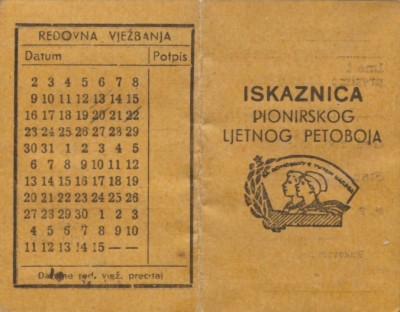 REDOVNA VJEŽBANJA
Datum Potpis
2 3 4 5 6 7 8
9 10 11 12 13 14 15
16 17 18 19 20 21 22
23 24 25 26 27 28 29
30 31 1 2 3 4 5
6 7 8 9 10 11 12
13 14 15 16 17 18 19
20 21 22 23 24 25 26
27 28 29 30 1 2 3
4 5 6 7 8 9 10
11 12 13 14 15 — —
red. vjež.
ISKAZNICA
PIONIRSKOG
LJETNOG PETOBOJA